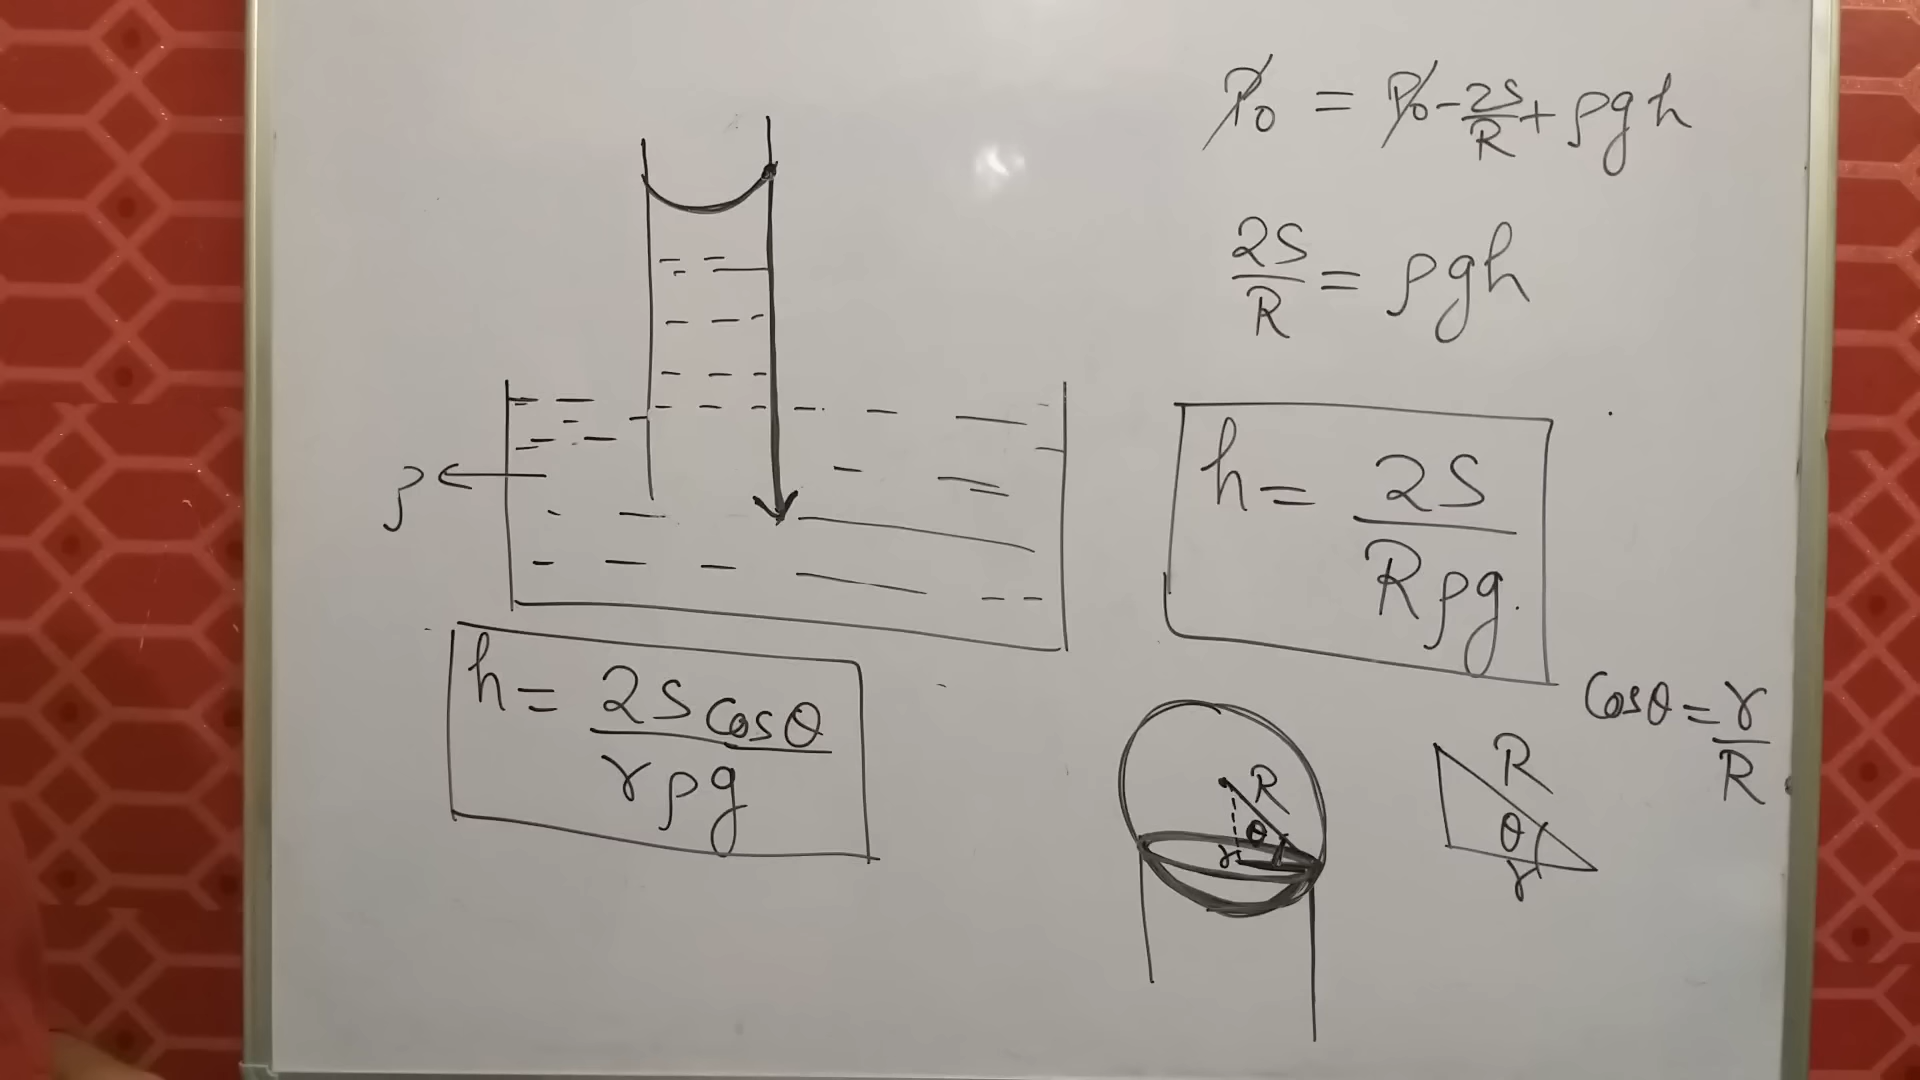 P₀ = P₀ - 2S/R + ρgh
2S/R = ρgh
h = 2S/Rρg
ρ
h = 2S cosθ/rρg
cosθ = r/R
R
θ
r
R
θ
r